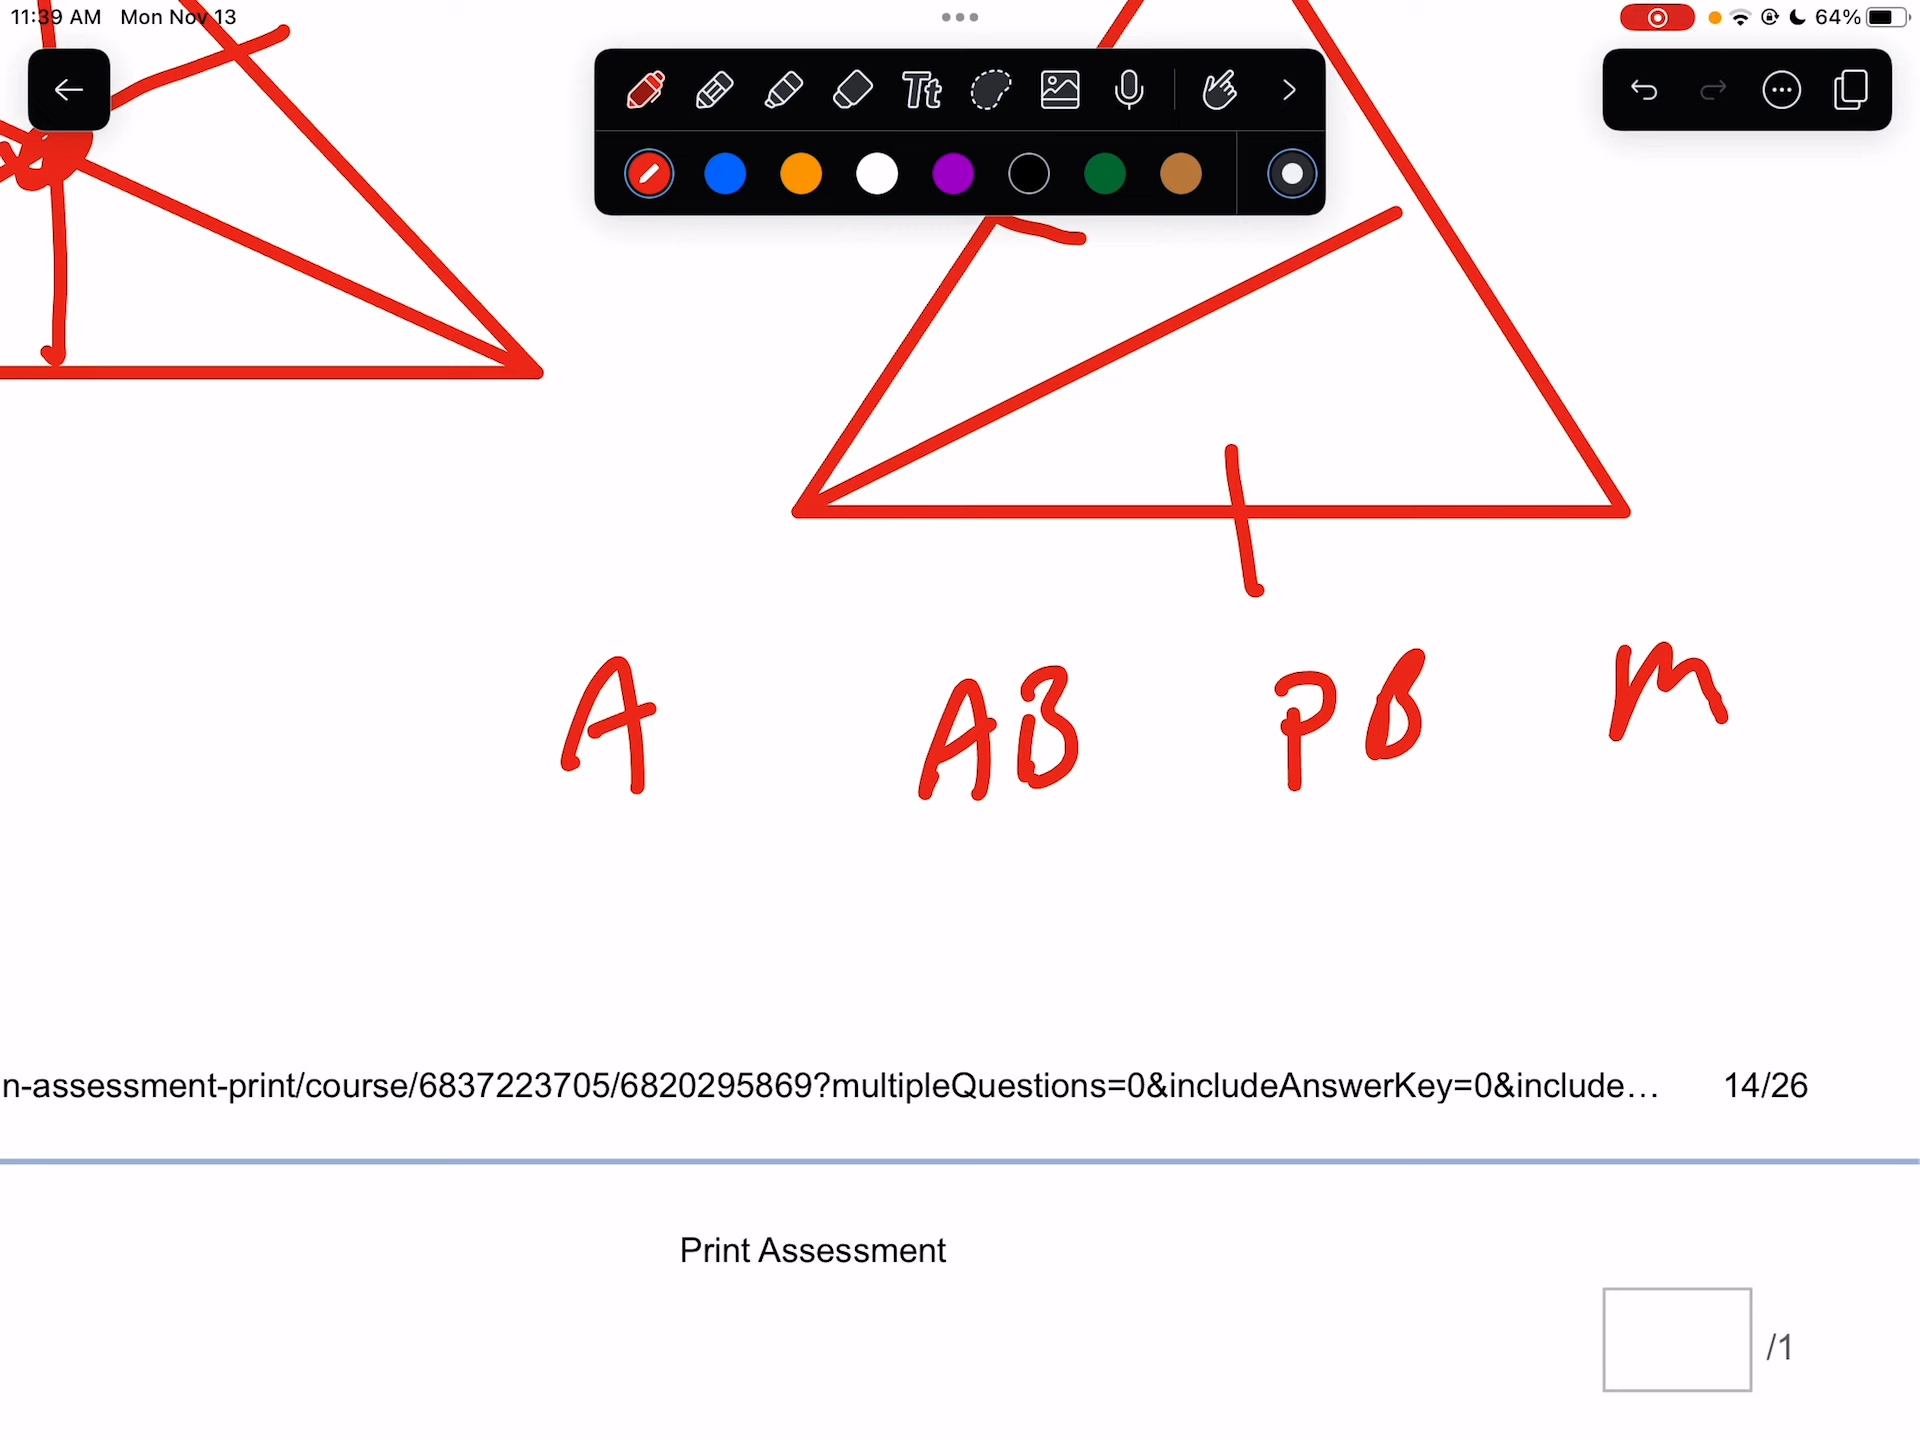 11:39 AM Mon Nov 13
64%
Tt
A AB PB M
n-assessment-print/course/6837223705/6820295869?multipleQuestions=0&includeAnswerKey=0&include… 14/26
Print Assessment
/1